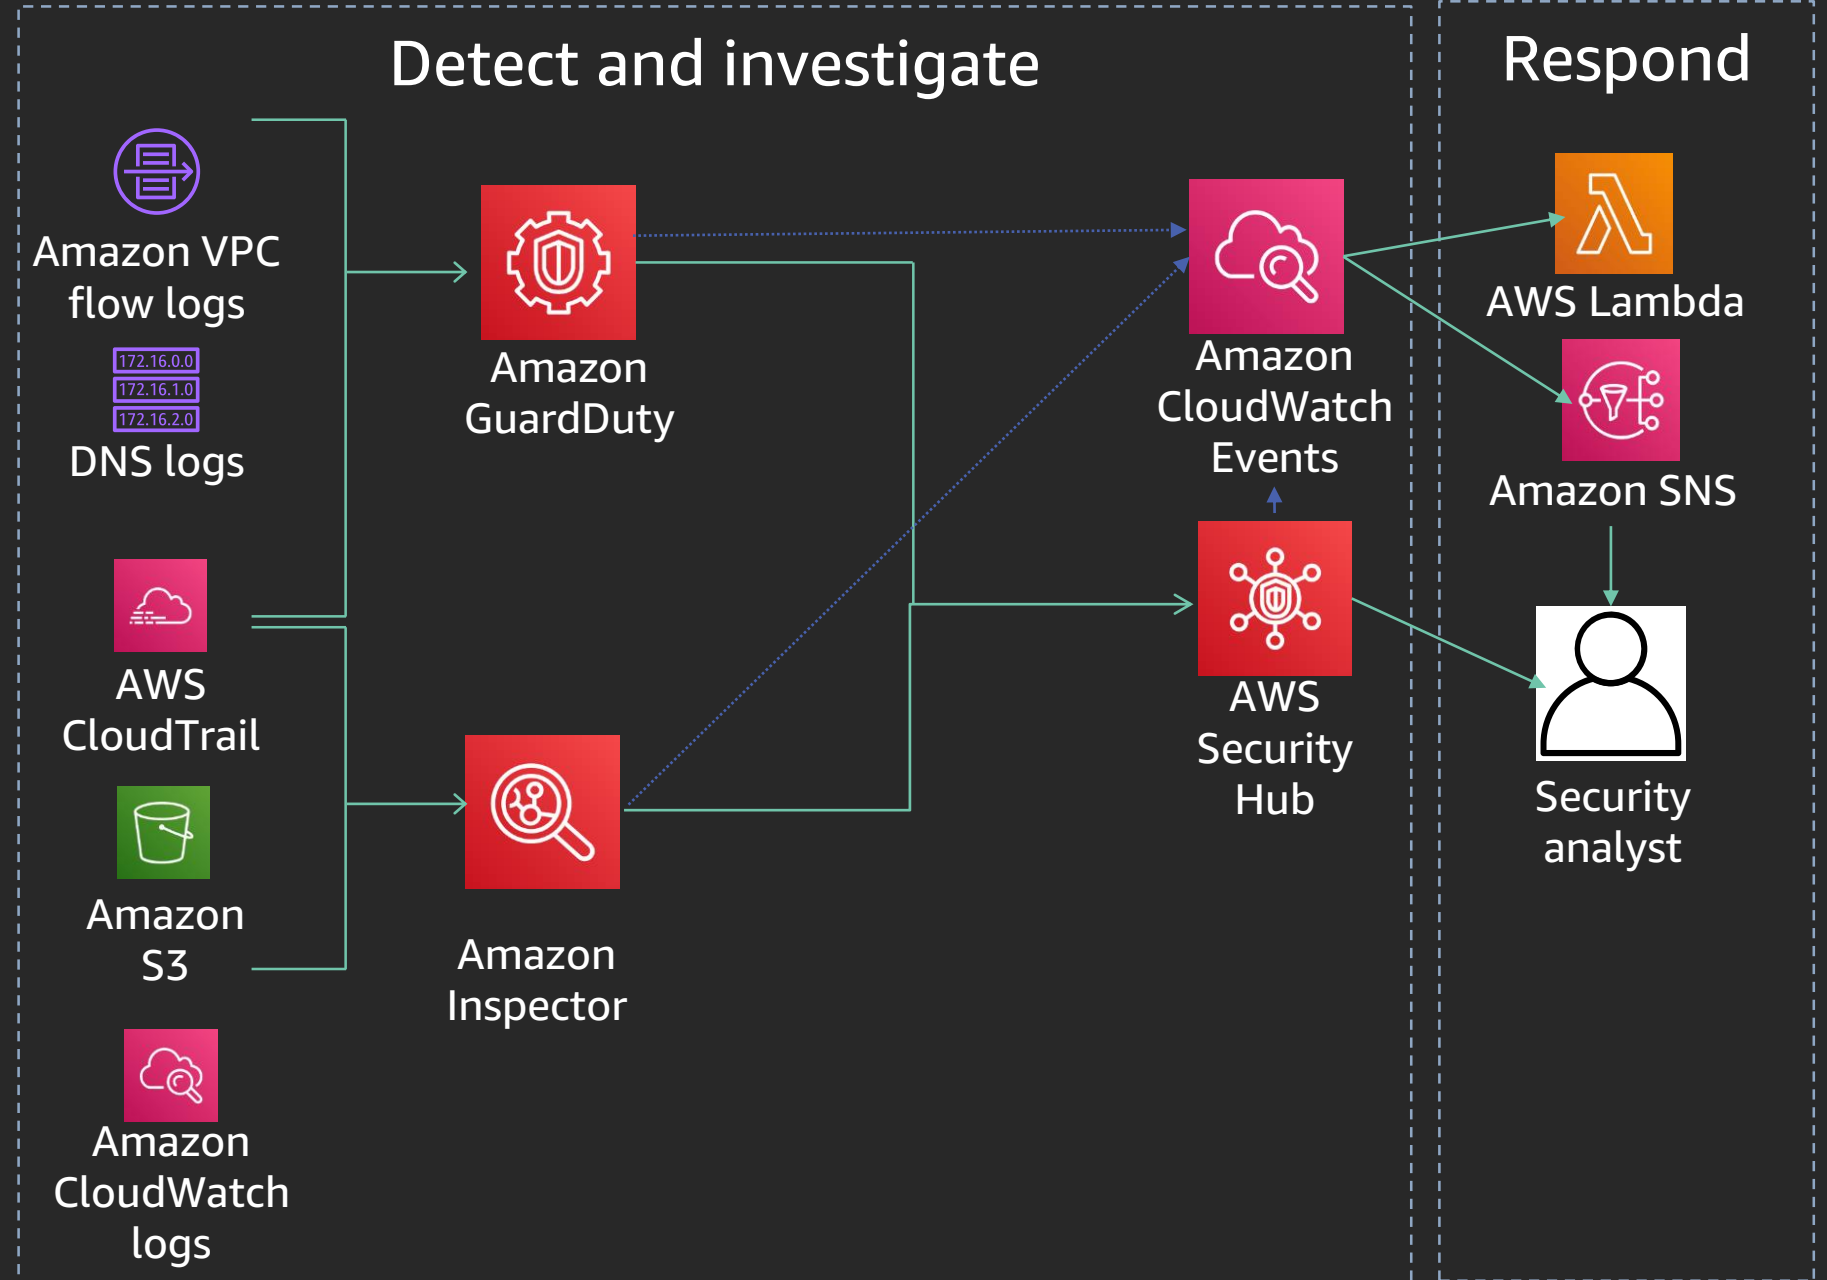 Detect and investigate
Respond
Amazon VPC
flow logs
172.16.0.0
172.16.1.0
172.16.2.0
DNS logs
AWS
CloudTrail
Amazon
S3
Amazon
CloudWatch
logs
Amazon
GuardDuty
Amazon
Inspector
Amazon
CloudWatch
Events
AWS
Security
Hub
AWS Lambda
Amazon SNS
Security
analyst